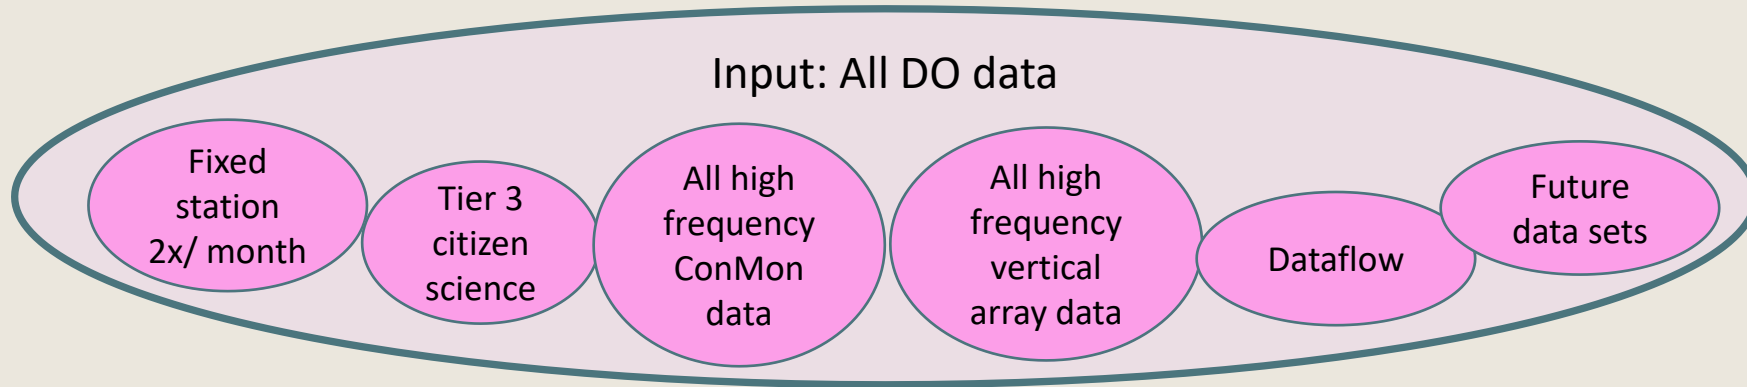 Input: All DO data
Fixed
station
2x/ month
Tier 3
citizen
science
All high
frequency
ConMon
data
All high
frequency
vertical
array data
Dataflow
Future
data sets